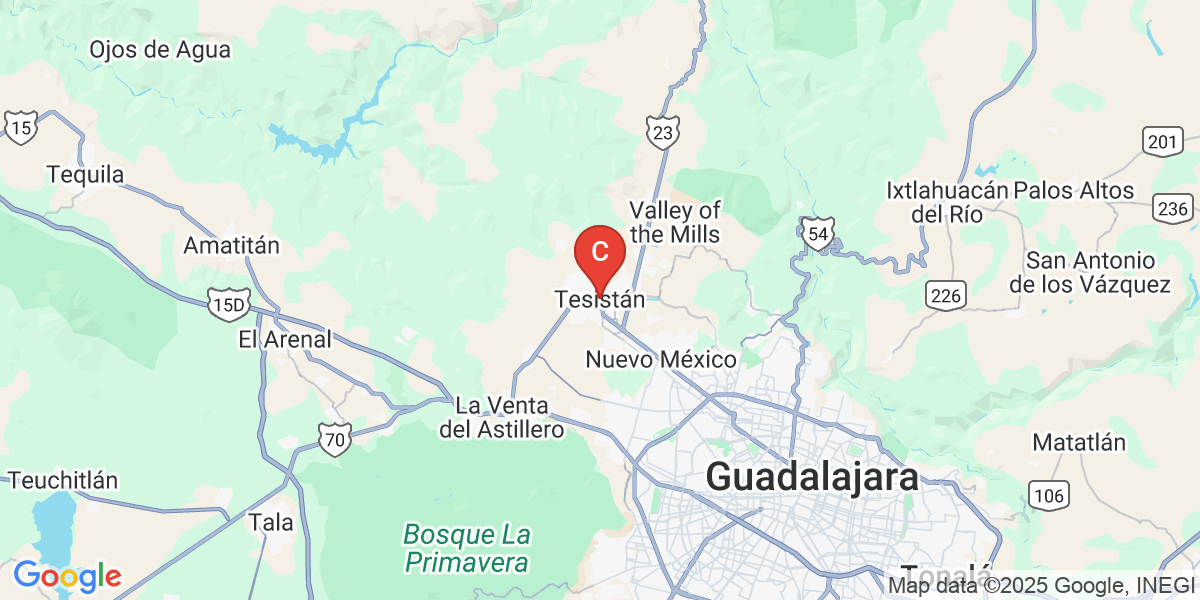 Ojos de Agua
15
23
201
Tequila
Ixtlahuacán
del Río
Palos Altos
236
Valley of
the Mills
54
Amatitán
C
San Antonio
de los Vázquez
15D
Tesistán
226
El Arenal
Nuevo México
La Venta
del Astillero
70
Matatlán
Guadalajara
Teuchitlán
106
Tala
Bosque La
Primavera
Tonalá
Google
Map data ©2025 Google, INEGI